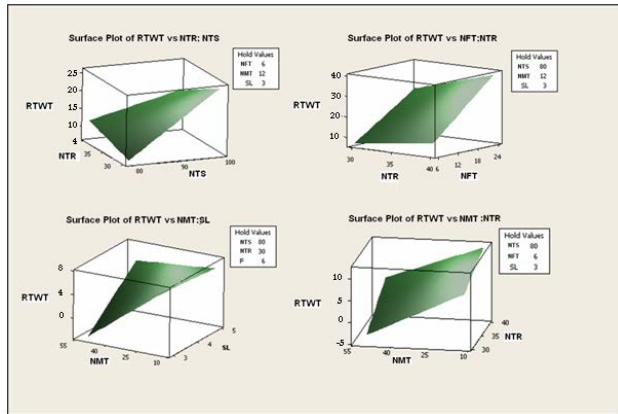 Surface Plot of RTWT vs NTR; NTS
Hold Values
NFT 6
NMT 12
SL 3
RTWT
25
20
15
10
4
35
30
NTR
80
90
100
NTS
Surface Plot of RTWT vs NFT;NTR
Hold Values
NTS 80
NMT 12
SL 3
RTWT
40
30
20
10
30
35
40
NTR
6
12
18
24
NFT
Surface Plot of RTWT vs NMT;SL
Hold Values
NTS 80
NTR 30
F 6
RTWT
8
4
0
55
40
25
10
NMT
3
4
5
SL
Surface Plot of RTWT vs NMT;NTR
Hold Values
NTS 80
NFT 6
SL 3
RTWT
10
5
0
-5
55
40
25
10
NMT
30
35
40
NTR